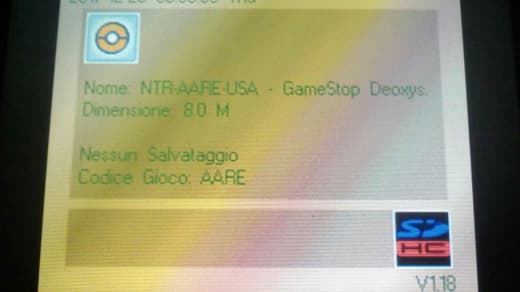 Nome: NTR-AARE-USA - GameStop Deoxys.
Dimensione: 8.0 M
Nessun Salvataggio
Codice Gioco: AARE
SD
HC
V1.18